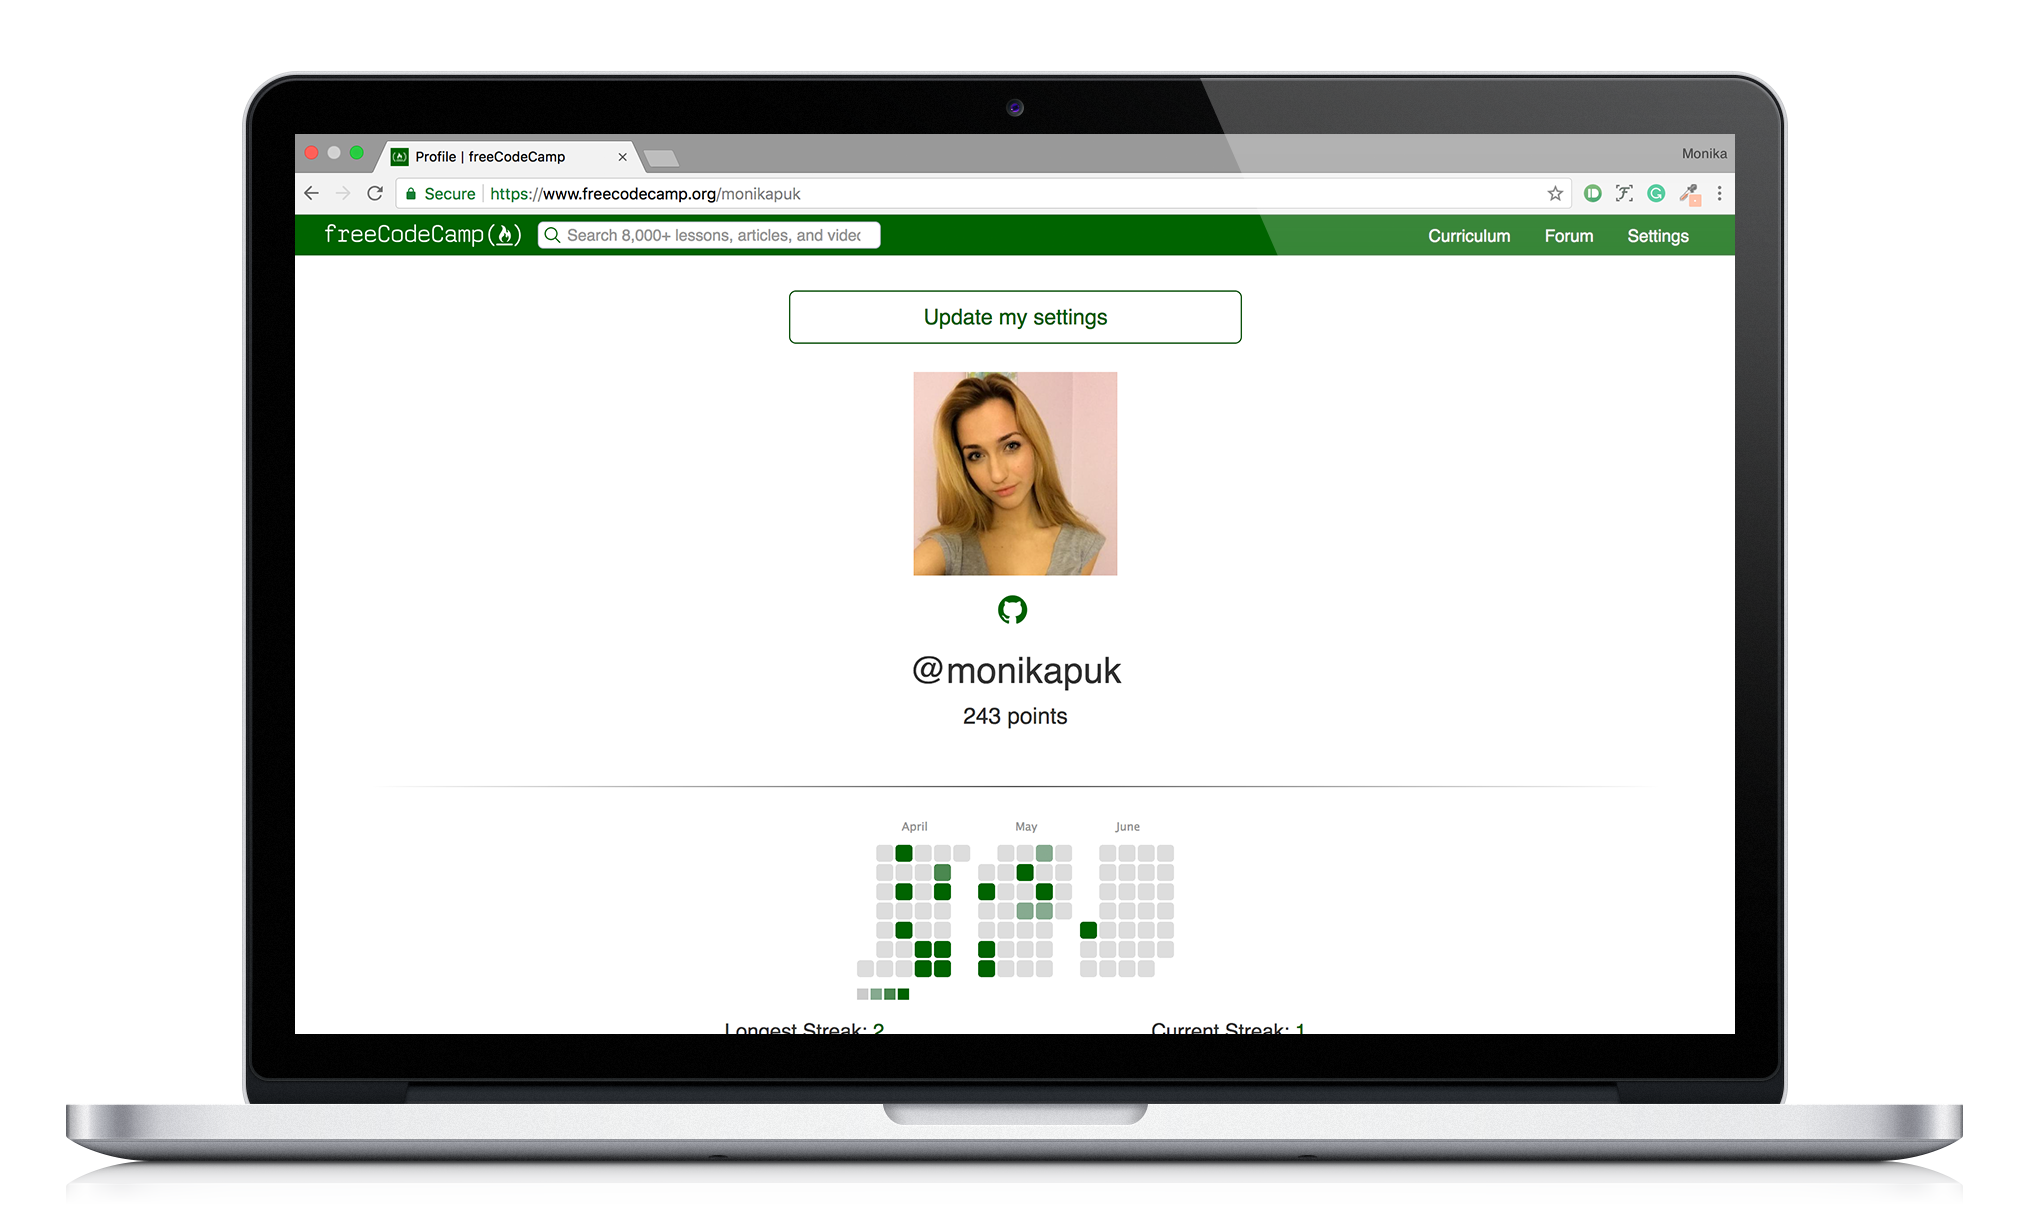 Profile | freeCodeCamp
Monika
Secure https://www.freecodecamp.org/monikapuk
freeCodeCamp
Search 8,000+ lessons, articles, and videc
Curriculum Forum Settings
Update my settings
@monikapuk
243 points
April May June
Longest Streak: 2 Current Streak: 1